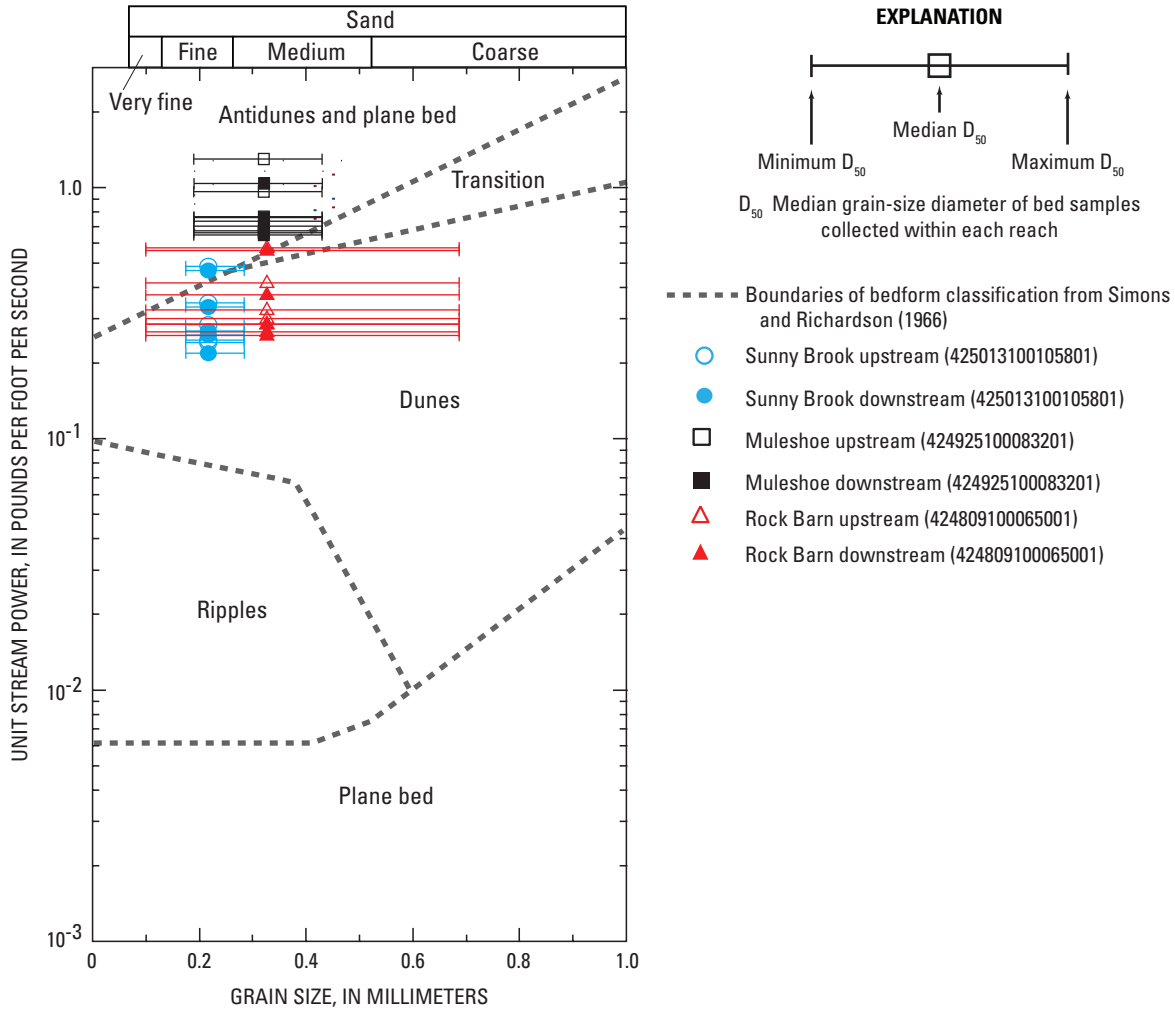 Sand
Fine
Medium
Coarse
Very fine
Antidunes and plane bed
Transition
Dunes
Ripples
Plane bed
1.0
10-1
10-2
10-3
UNIT STREAM POWER, IN POUNDS PER FOOT PER SECOND
0
0.2
0.4
0.6
0.8
1.0
GRAIN SIZE, IN MILLIMETERS
EXPLANATION
Median D50
Minimum D50
Maximum D50
D50 Median grain-size diameter of bed samples
collected within each reach
Boundaries of bedform classification from Simons
and Richardson (1966)
Sunny Brook upstream (425013100105801)
Sunny Brook downstream (425013100105801)
Muleshoe upstream (424925100083201)
Muleshoe downstream (424925100083201)
Rock Barn upstream (424809100065001)
Rock Barn downstream (424809100065001)